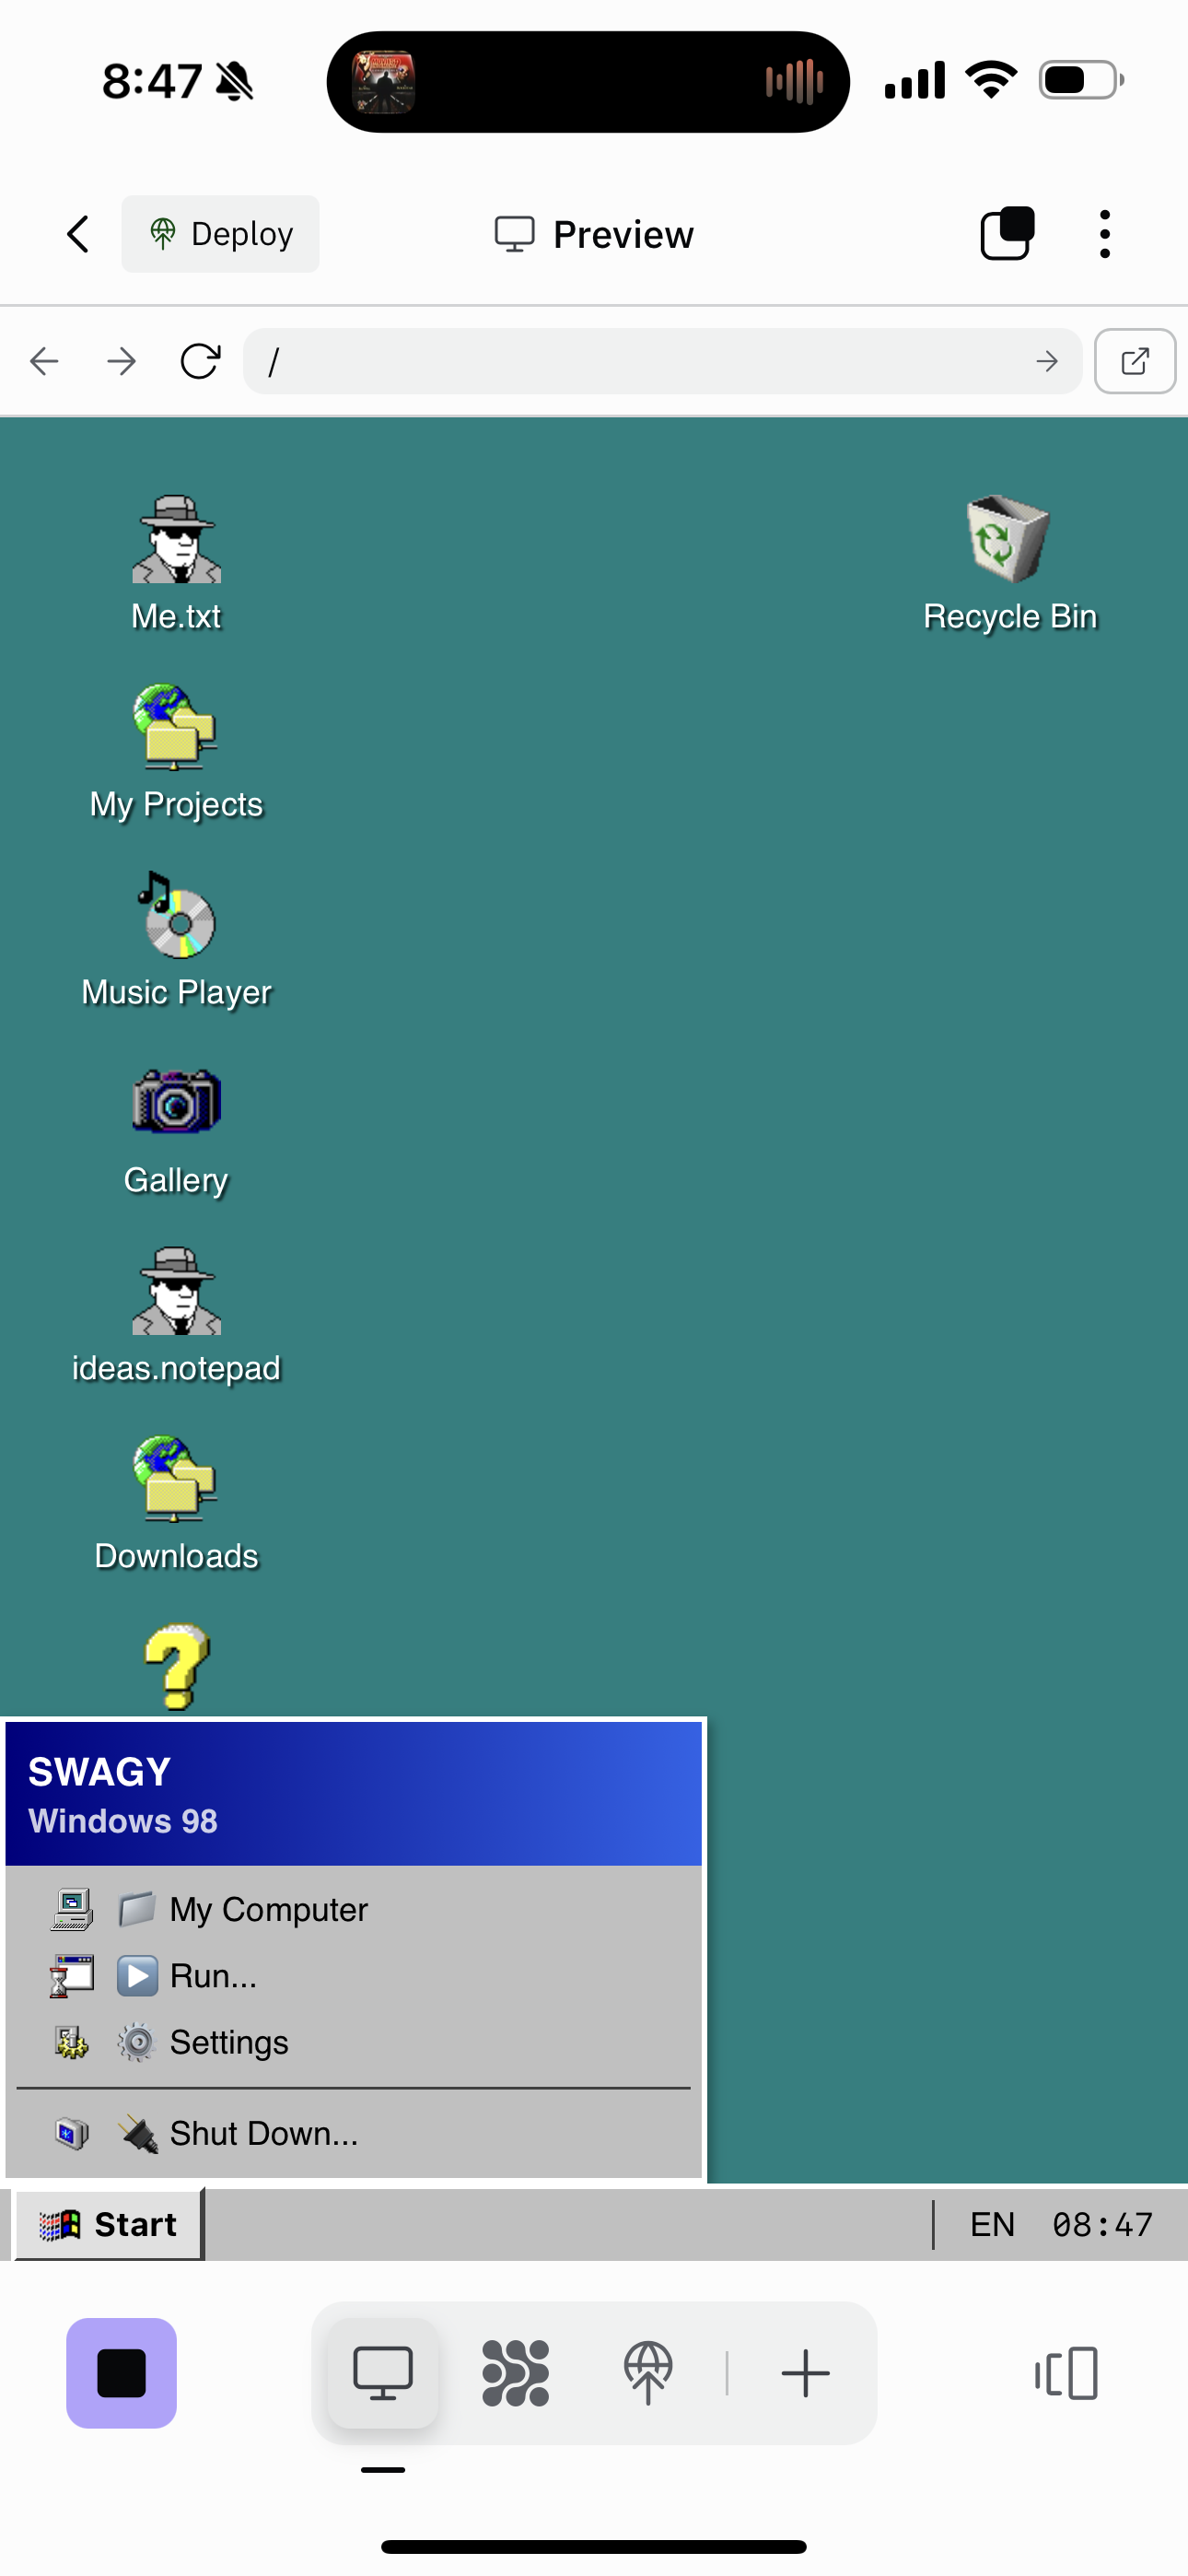 8:47
Deploy
Preview
/
Me.txt
Recycle Bin
My Projects
Music Player
Gallery
ideas.notepad
Downloads
SWAGY
Windows 98
My Computer
Run...
Settings
Shut Down...
Start
EN 08:47